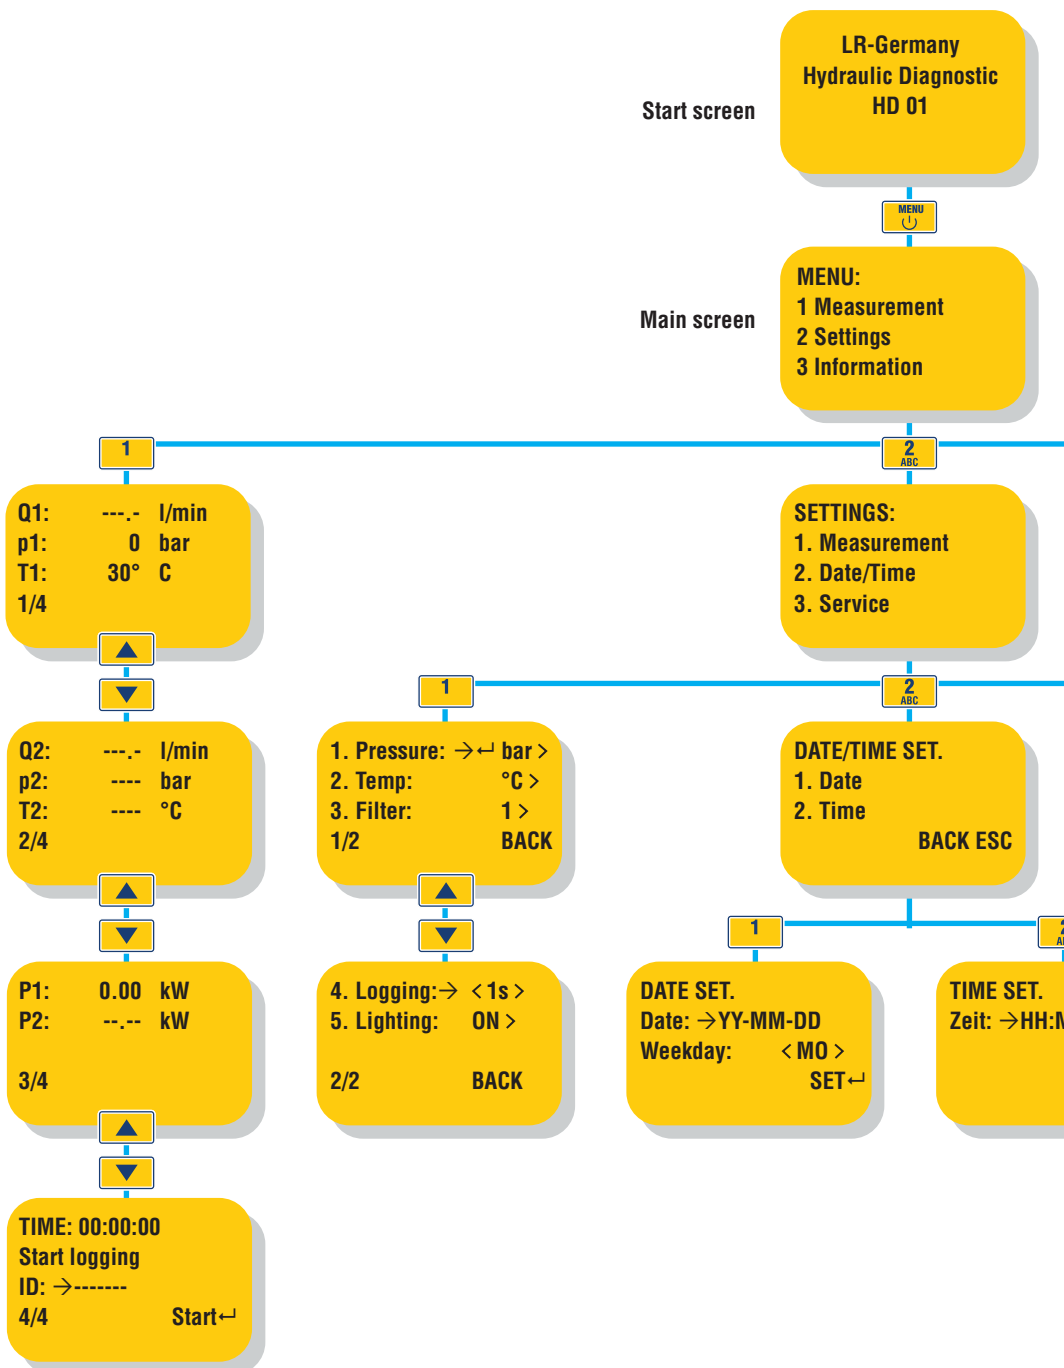 LR-Germany
Hydraulic Diagnostic
HD 01
Start screen
MENU
MENU:
1 Measurement
2 Settings
3 Information
Main screen
1
2
ABC
Q1: ---.- l/min
p1: 0 bar
T1: 30° C
1/4
SETTINGS:
1. Measurement
2. Date/Time
3. Service
1
2
ABC
Q2: ---.- l/min
p2: ---- bar
T2: ---- °C
2/4
1. Pressure: →↵ bar >
2. Temp: °C >
3. Filter: 1 >
1/2 BACK
DATE/TIME SET.
1. Date
2. Time
BACK ESC
1
P1: 0.00 kW
P2: --.-- kW
3/4
4. Logging:→ < 1s >
5. Lighting: ON >
2/2 BACK
DATE SET.
Date: →YY-MM-DD
Weekday: < MO >
SET↵
TIME SET.
Zeit: →HH:
TIME: 00:00:00
Start logging
ID: →-------
4/4 Start↵